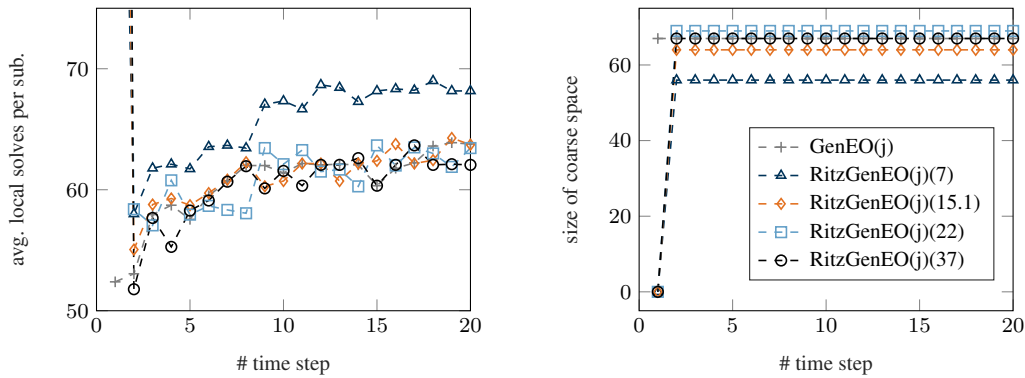 avg. local solves per sub.
70
60
50
0
5
10
15
20
# time step
size of coarse space
60
40
20
0
5
10
15
20
# time step
GenEO(j)
RitzGenEO(j)(7)
RitzGenEO(j)(15.1)
RitzGenEO(j)(22)
RitzGenEO(j)(37)